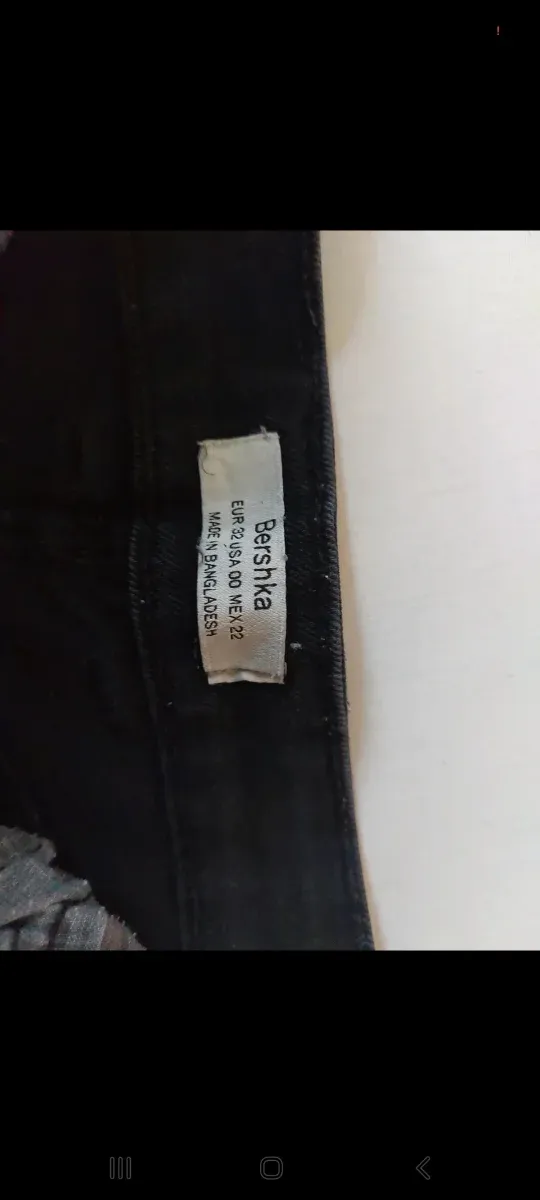 Bershka
EUR 32 USA 00 MEX 22
MADE IN BANGLADESH